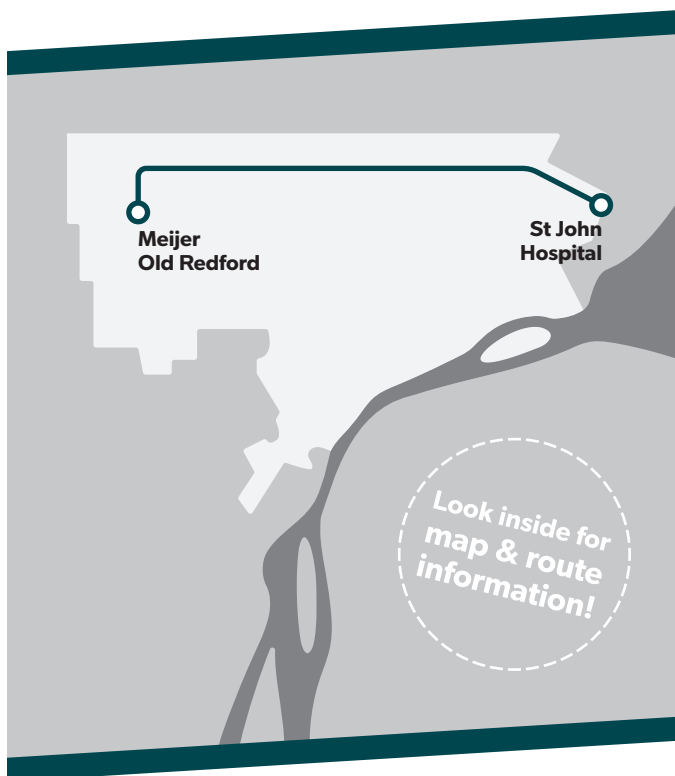 Meijer
Old Redford
St John
Hospital
Look inside for
map & route
information!